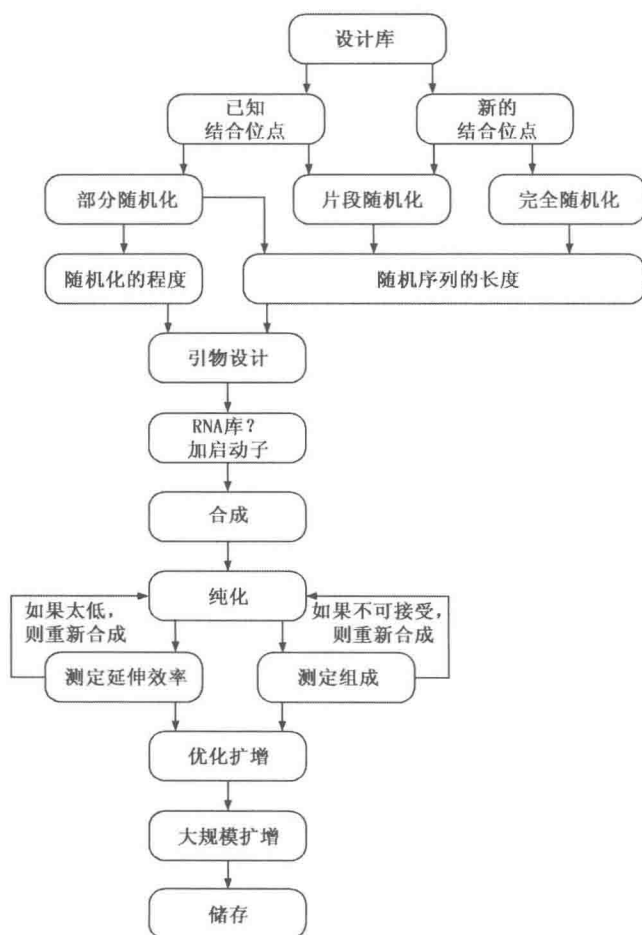 设计库
已知
结合位点
新的
结合位点
部分随机化
片段随机化
完全随机化
随机化的程度
随机序列的长度
引物设计
RNA库？
加启动子
合成
纯化
如果太低，
则重新合成
如果不可接受，
则重新合成
测定延伸效率
测定组成
优化扩增
大规模扩增
储存